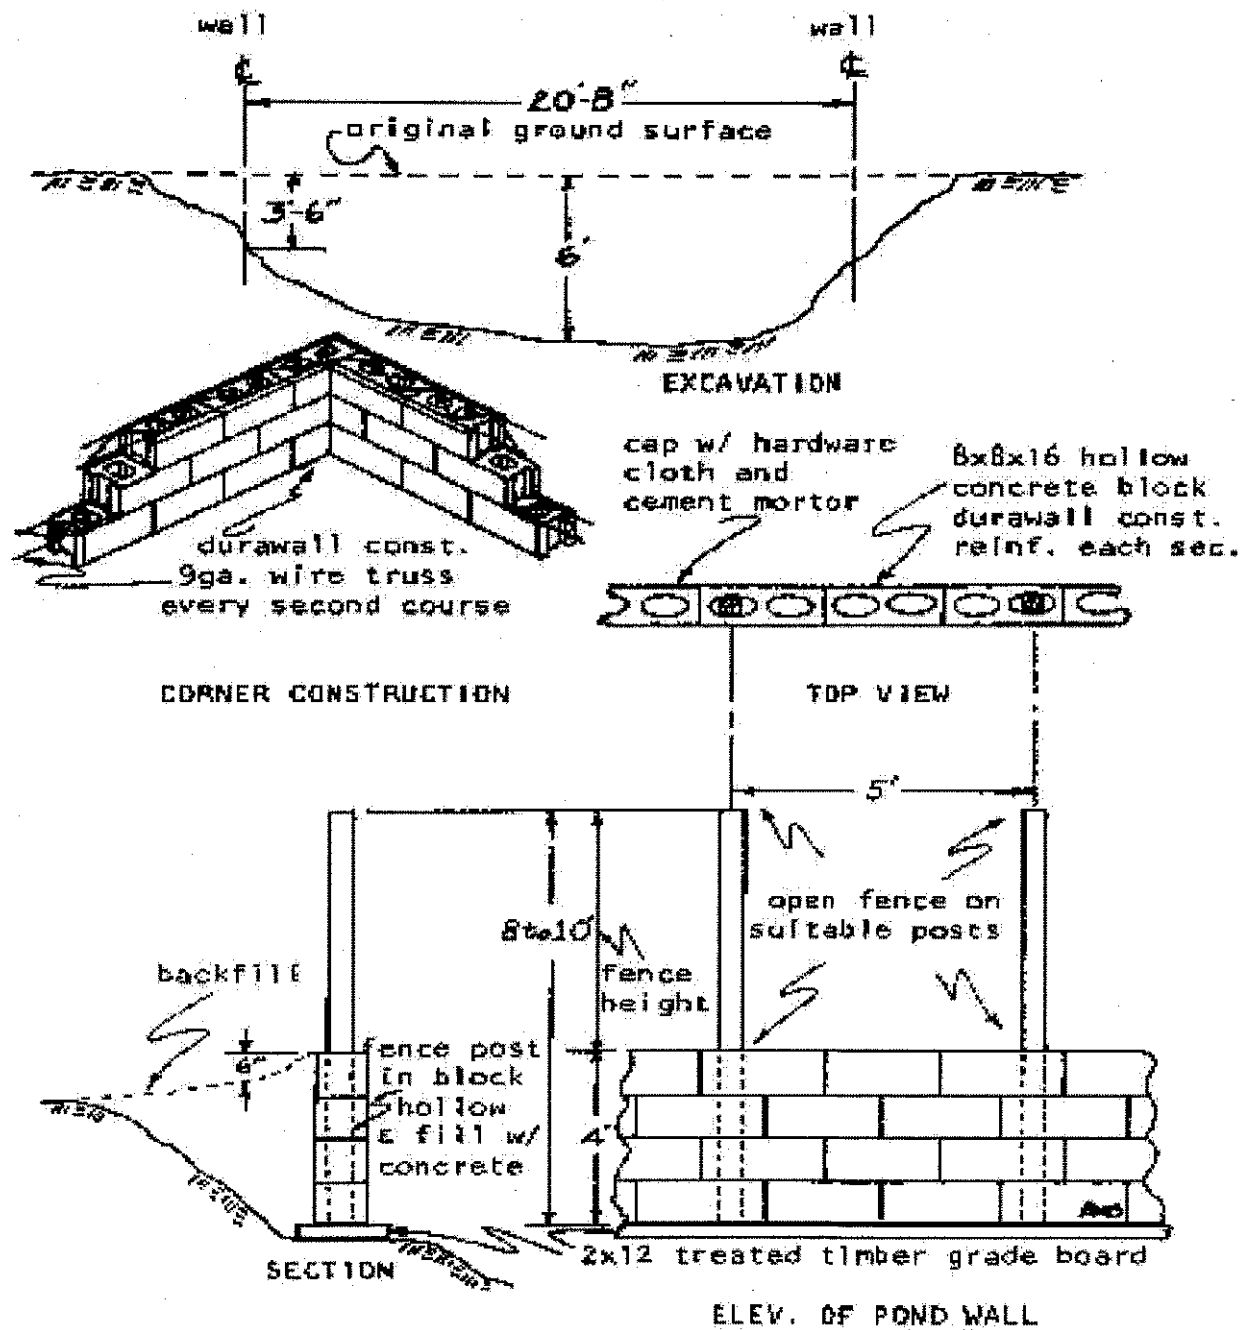 wall wall
℄ ℄
20'-8"
original ground surface
3'-6"
6'
EXCAVATION
cap w/ hardware
cloth and
cement mortor
8x8x16 hollow
concrete block
durawall const.
reinf. each sec.
durawall const.
9ga. wire truss
every second course
CORNER CONSTRUCTION
TOP VIEW
5'
open fence on
suitable posts
8 to 10'
fence
height
backfill
6"
fence post
in block
hollow
& fill w/
concrete
4'
2x12 treated timber grade board
SECTION
ELEV. OF POND WALL